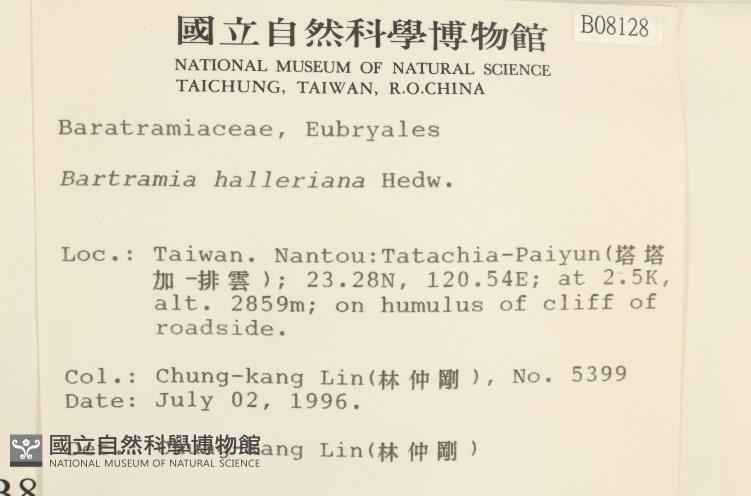 國立自然科學博物館
B08128
NATIONAL MUSEUM OF NATURAL SCIENCE
TAICHUNG, TAIWAN, R.O.CHINA
Baratramiaceae, Eubryales
Bartramia halleriana Hedw.
Loc.: Taiwan. Nantou:Tatachia-Paiyun(塔塔
加-排雲); 23.28N, 120.54E; at 2.5K,
alt. 2859m; on humulus of cliff of
roadside.
Col.: Chung-kang Lin(林仲剛), No. 5399
Date: July 02, 1996.
Det.: Chung-kang Lin(林仲剛)
國立自然科學博物館
NATIONAL MUSEUM OF NATURAL SCIENCE